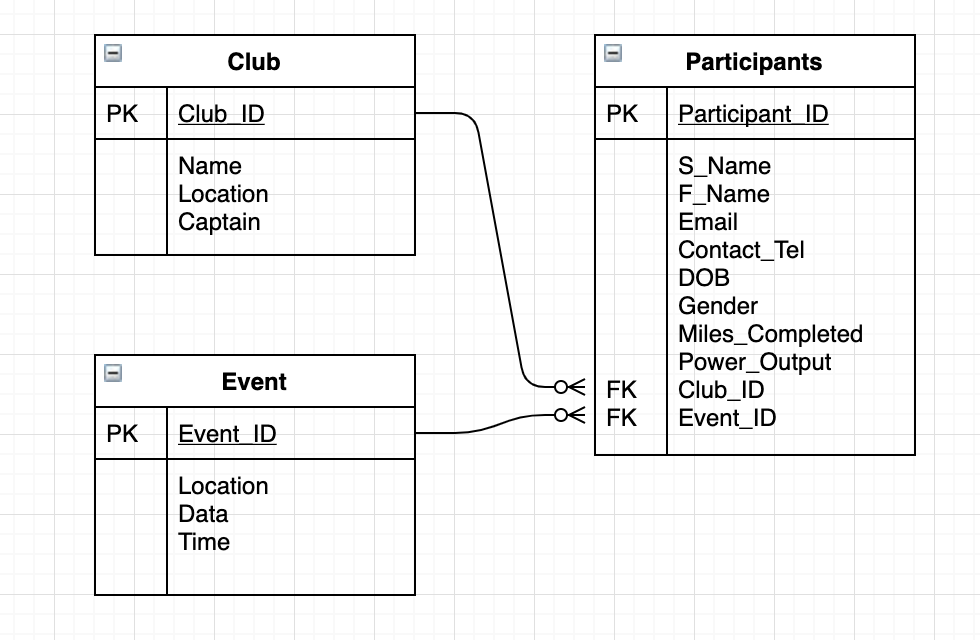 Club
PK Club_ID
Name
Location
Captain
Event
PK Event_ID
Location
Data
Time
Participants
PK Participant_ID
S_Name
F_Name
Email
Contact_Tel
DOB
Gender
Miles_Completed
Power_Output
FK Club_ID
FK Event_ID